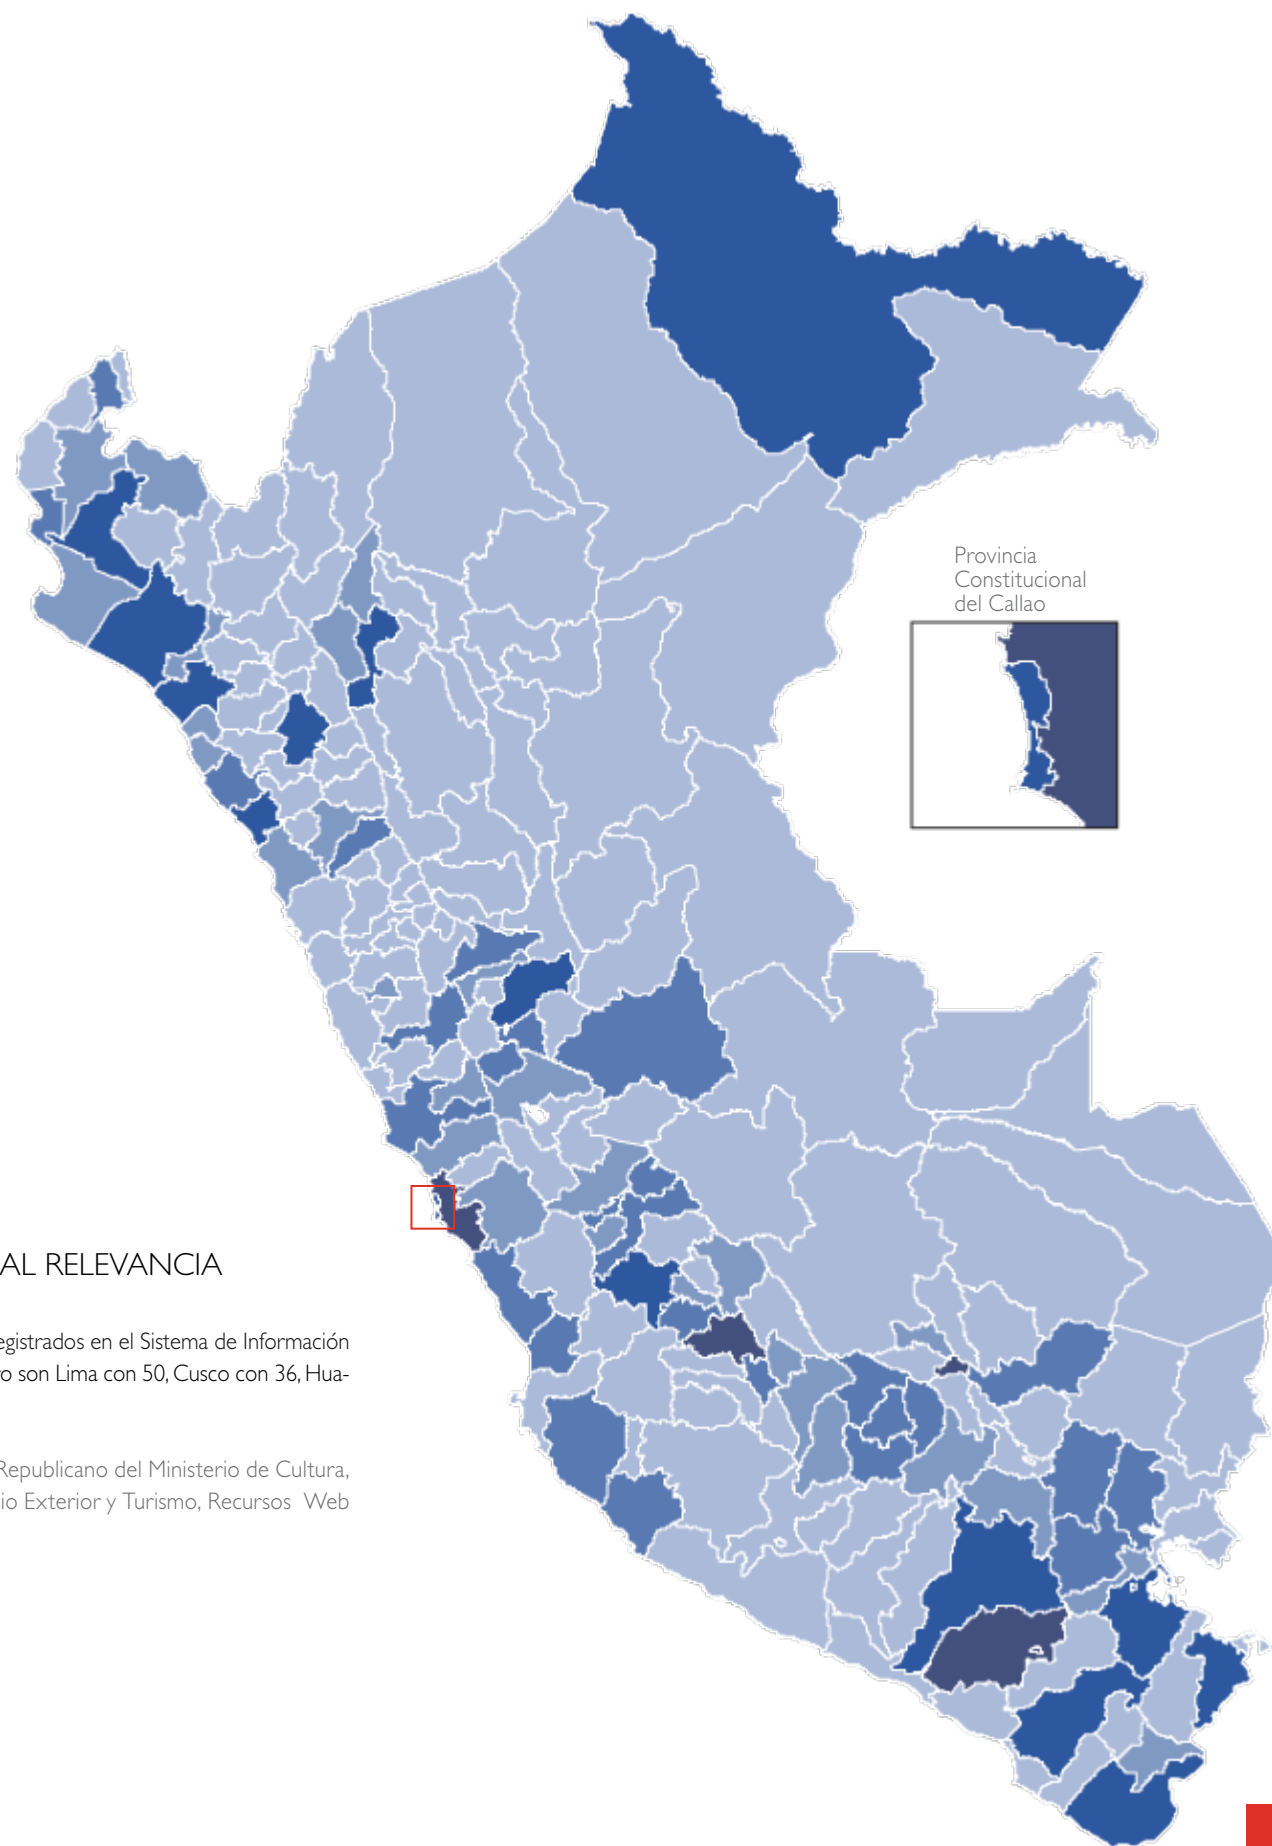 Provincia
Constitucional
del Callao
AL RELEVANCIA
egistrados en el Sistema de Información
o son Lima con 50, Cusco con 36, Hua-
Republicano del Ministerio de Cultura,
io Exterior y Turismo, Recursos Web